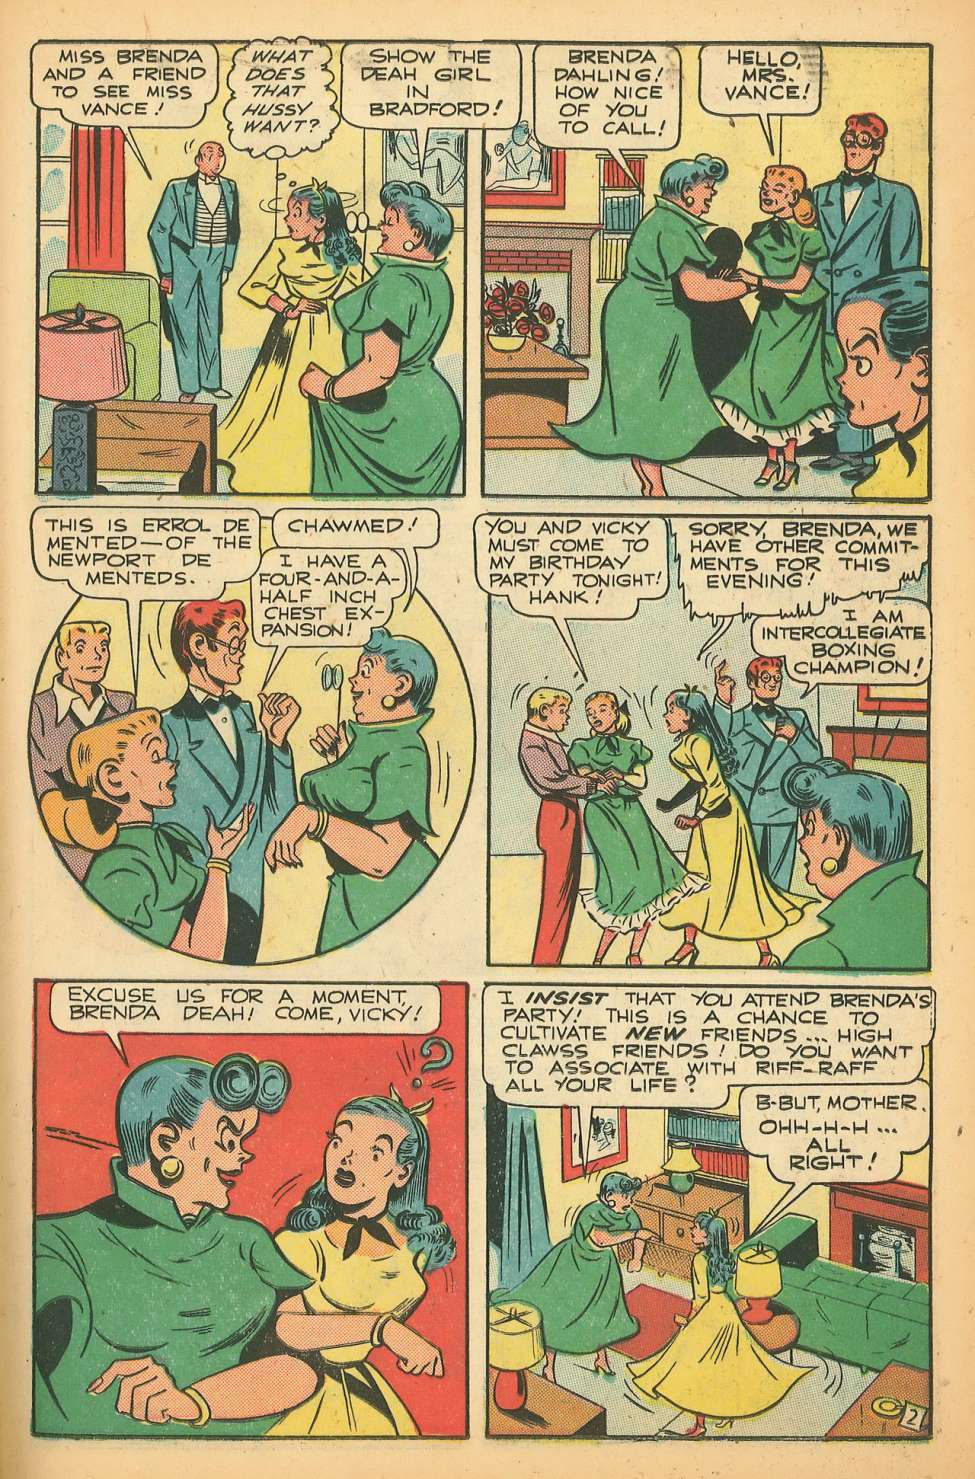 MISS BRENDA
AND A FRIEND
TO SEE MISS
VANCE!
WHAT
DOES
THAT
HUSSY
WANT?
SHOW THE
DEAH GIRL
IN
BRADFORD!
BRENDA
DAHLING!
HOW NICE
OF YOU
TO CALL!
HELLO,
MRS.
VANCE!
THIS IS ERROL DE
MENTED—OF THE
NEWPORT DE
MENTEDS.
CHAWMED!
I HAVE A
FOUR-AND-A-
HALF INCH
CHEST EX-
PANSION!
YOU AND VICKY
MUST COME TO
MY BIRTHDAY
PARTY TONIGHT!
HANK!
SORRY, BRENDA, WE
HAVE OTHER COMMIT-
MENTS FOR THIS
EVENING!
I AM
INTERCOLLEGIATE
BOXING
CHAMPION!
EXCUSE US FOR A MOMENT,
BRENDA DEAH! COME, VICKY!
?
I INSIST THAT YOU ATTEND BRENDA'S
PARTY! THIS IS A CHANCE TO
CULTIVATE NEW FRIENDS... HIGH
CLAWSS FRIENDS! DO YOU WANT
TO ASSOCIATE WITH RIFF-RAFF
ALL YOUR LIFE?
B-BUT, MOTHER.
OHH-H-H...
ALL
RIGHT!
2